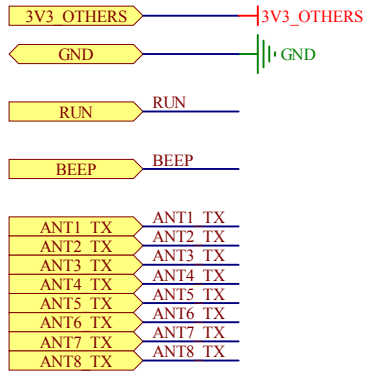 3V3_OTHERS 3V3_OTHERS
GND GND
RUN RUN
BEEP BEEP
ANT1_TX ANT1_TX
ANT2_TX ANT2_TX
ANT3_TX ANT3_TX
ANT4_TX ANT4_TX
ANT5_TX ANT5_TX
ANT6_TX ANT6_TX
ANT7_TX ANT7_TX
ANT8_TX ANT8_TX